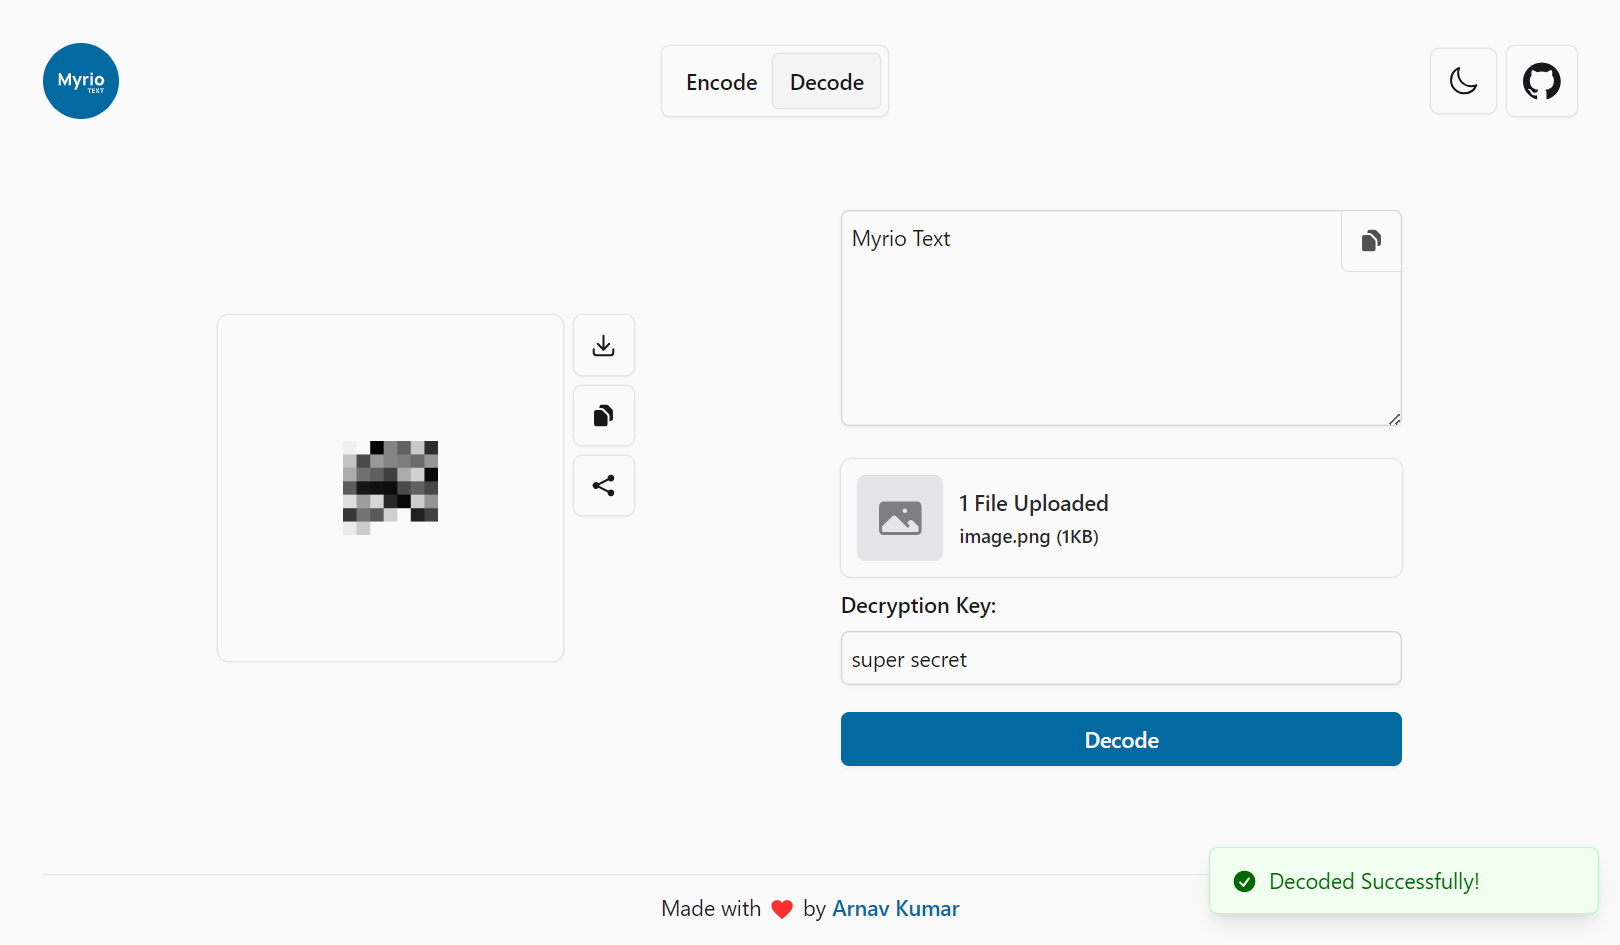 Myrio
TEXT
Encode
Decode
Myrio Text
1 File Uploaded
image.png (1KB)
Decryption Key:
super secret
Decode
Decoded Successfully!
Made with by Arnav Kumar